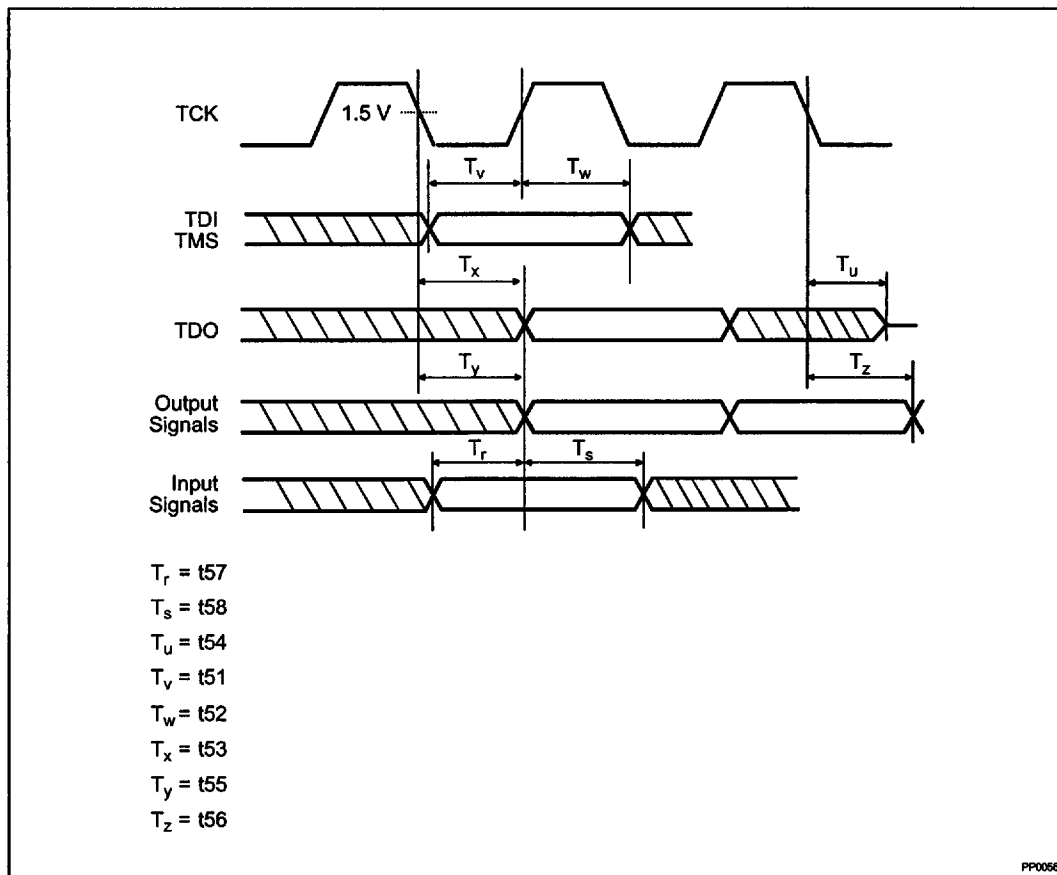 TCK
1.5 V
Tv
Tw
TDI
TMS
Tx
Tu
TDO
Ty
Tz
Output
Signals
Tr
Ts
Input
Signals
Tr = t57
Ts = t58
Tu = t54
Tv = t51
Tw = t52
Tx = t53
Ty = t55
Tz = t56
PP0056